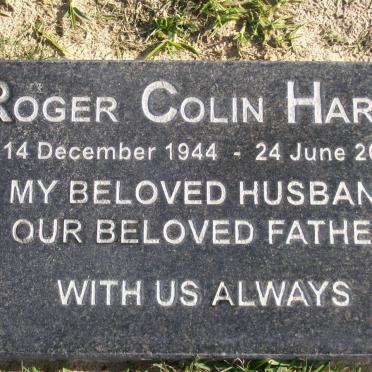 ROGER COLIN HAR
14 December 1944 - 24 June 20
MY BELOVED HUSBAN
OUR BELOVED FATHE
WITH US ALWAYS